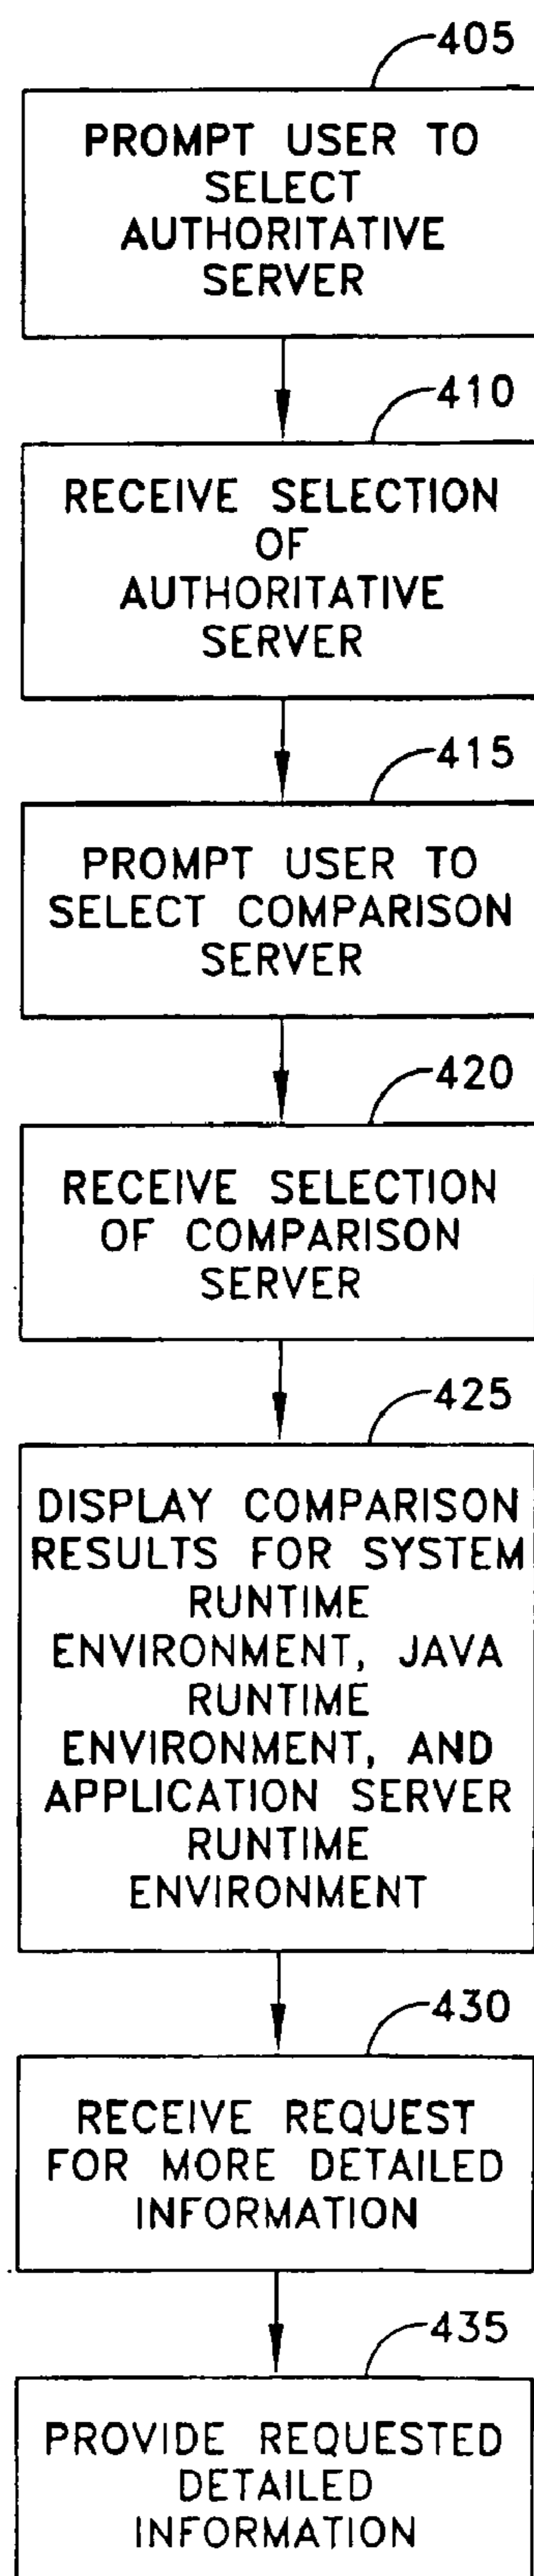 405
PROMPT USER TO
SELECT
AUTHORITATIVE
SERVER
410
RECEIVE SELECTION
OF
AUTHORITATIVE
SERVER
415
PROMPT USER TO
SELECT COMPARISON
SERVER
420
RECEIVE SELECTION
OF COMPARISON
SERVER
425
DISPLAY COMPARISON
RESULTS FOR SYSTEM
RUNTIME
ENVIRONMENT, JAVA
RUNTIME
ENVIRONMENT, AND
APPLICATION SERVER
RUNTIME
ENVIRONMENT
430
RECEIVE REQUEST
FOR MORE DETAILED
INFORMATION
435
PROVIDE REQUESTED
DETAILED
INFORMATION